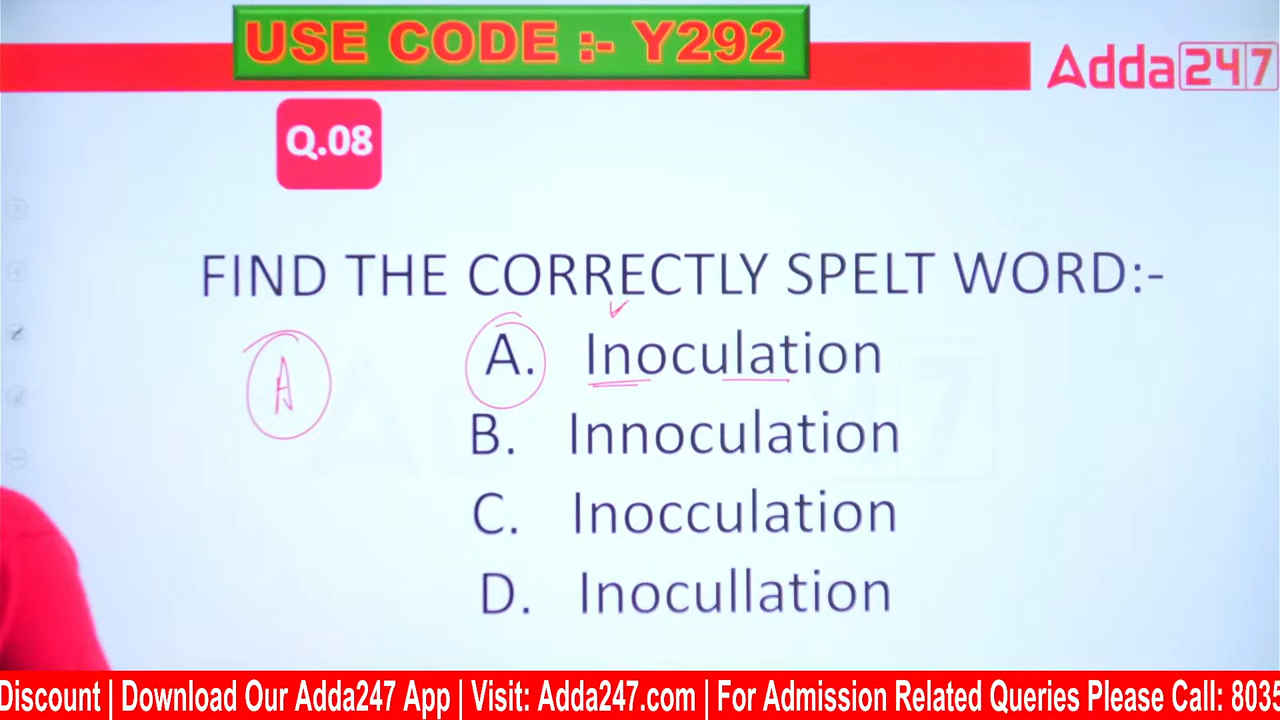 USE CODE :- Y292
Adda247
Q.08
FIND THE CORRECTLY SPELT WORD:-
A
A. Inoculation
B. Innoculation
C. Inocculation
D. Inocullation
Discount | Download Our Adda247 App | Visit: Adda247.com | For Admission Related Queries Please Call: 8035